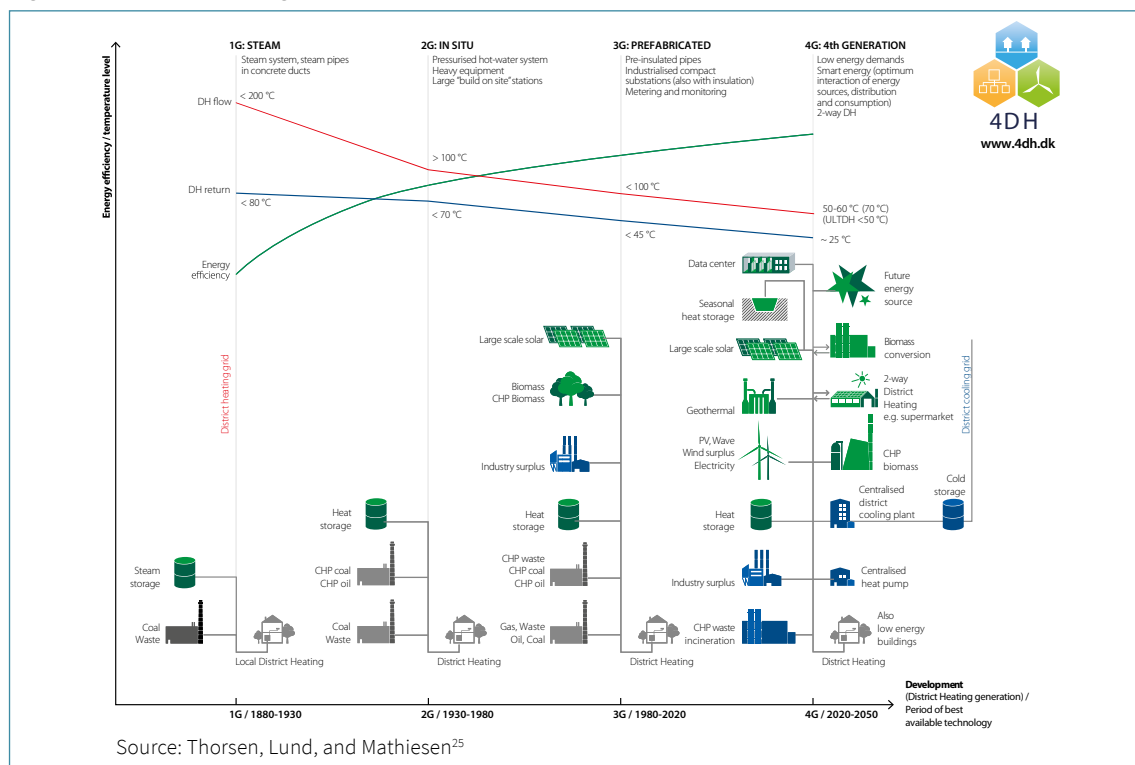 1G: STEAM
Steam system, steam pipes
in concrete ducts
2G: IN SITU
Pressurised hot-water system
Heavy equipment
Large "build on site" stations
3G: PREFABRICATED
Pre-insulated pipes
Industrialised compact
substations (also with insulation)
Metering and monitoring
4G: 4th GENERATION
Low energy demands
Smart energy (optimum
interaction of energy
sources, distribution
and consumption)
2-way DH
4DH
www.4dh.dk
Energy efficiency / temperature level
DH flow
< 200 °C
> 100 °C
< 100 °C
50-60 °C (70 °C)
(ULTDH <50 °C)
DH return
< 80 °C
< 70 °C
< 45 °C
~ 25 °C
Energy
efficiency
District heating grid
Data center
Future
energy
source
Seasonal
heat storage
Large scale solar
Large scale solar
Biomass
conversion
Biomass
CHP Biomass
Geothermal
2-way
District
Heating
e.g. supermarket
District cooling grid
Industry surplus
PV, Wave
Wind surplus
Electricity
CHP
biomass
Heat
storage
Heat
storage
Heat
storage
Centralised
district
cooling plant
Cold
storage
Steam
storage
CHP coal
CHP oil
CHP waste
CHP coal
CHP oil
Industry surplus
Centralised
heat pump
Coal
Waste
Coal
Waste
Gas, Waste
Oil, Coal
CHP waste
incineration
Also
low energy
buildings
Local District Heating
District Heating
District Heating
District Heating
1G / 1880-1930
2G / 1930-1980
3G / 1980-2020
4G / 2020-2050
Development
(District Heating generation) /
Period of best
available technology
Source: Thorsen, Lund, and Mathiesen25